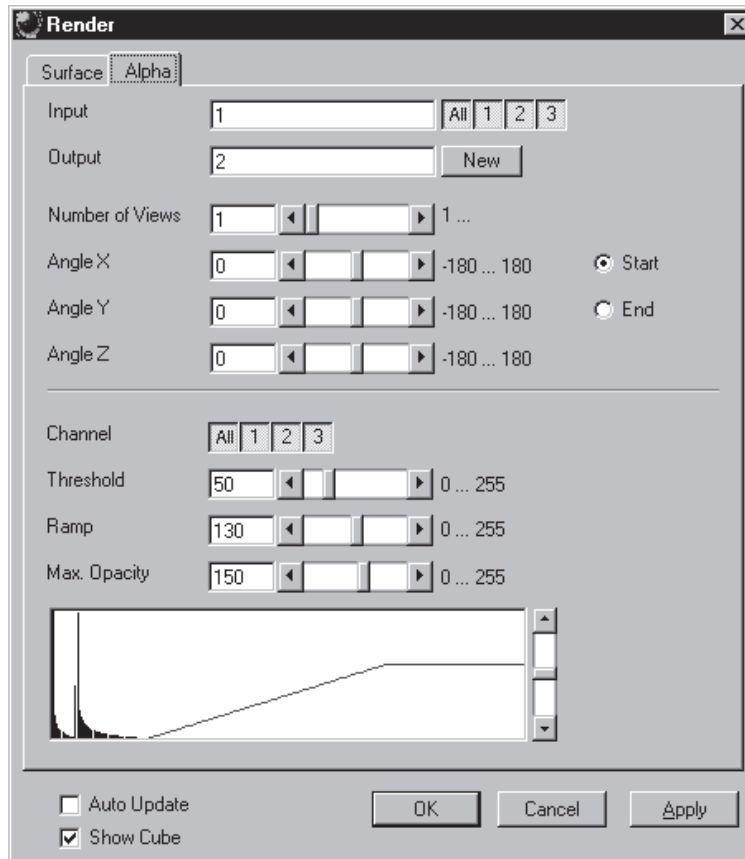 Render
Surface Alpha
Input 1 All 1 2 3
Output 2 New
Number of Views 1 1 ...
Angle X 0 -180 ... 180 Start
Angle Y 0 -180 ... 180 End
Angle Z 0 -180 ... 180
Channel All 1 2 3
Threshold 50 0 ... 255
Ramp 130 0 ... 255
Max. Opacity 150 0 ... 255
Auto Update OK Cancel Apply
Show Cube